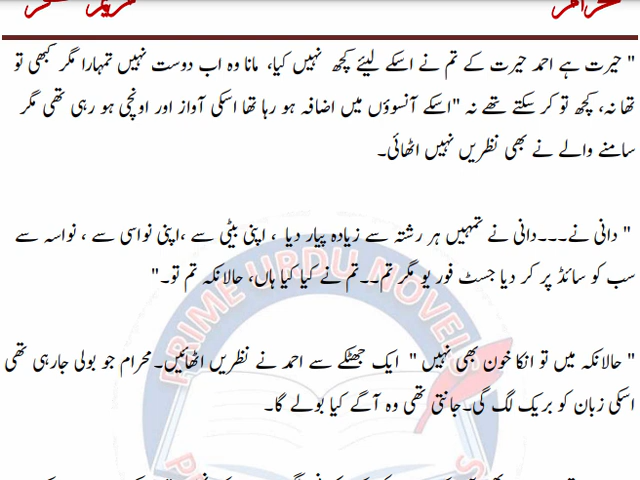 محرام
" حیرت ہے احمد حیرت کے تم نے اسکے لیئے کچھ نہیں کیا، مانا وہ اب دوست نہیں تمہارا مگر کبھی تو
تھا نہ، کچھ تو کر سکتے تھے نہ "اسکے آنسوؤں میں اضافہ ہو رہا تھا اسکی آواز اور اونچی ہو رہی تھی مگر
سامنے والے نے بھی نظریں نہیں اٹھائی۔
" دانی نے۔۔۔دانی نے تمہیں ہر رشتہ سے زیادہ پیار دیا ، اپنی بیٹی سے ،اپنی نواسی سے ، نواسہ سے
سب کو سائڈ پر کر دیا جسٹ فور یو مگر تم۔۔تم نے کیا کیا ہاں، حالانکہ تم تو۔"
" حالانکہ میں تو انکا خون بھی نہیں " ایک جھٹکے سے احمد نے نظریں اٹھائیں۔محرام جو بولی جارہی تھی
اسکی زبان کو بریک لگ گی۔جانتی تھی وہ آگے کیا بولے گا۔
PRIME URDU NOVELS